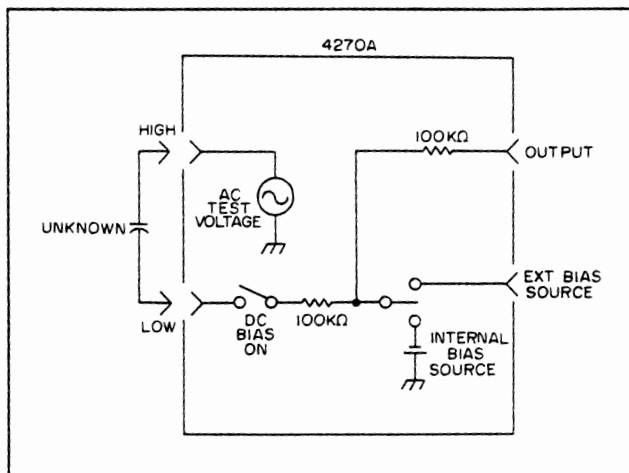 4270A
HIGH
100KΩ
OUTPUT
AC
TEST
VOLTAGE
UNKNOWN
EXT BIAS
SOURCE
LOW
DC
BIAS
ON
100KΩ
INTERNAL
BIAS
SOURCE